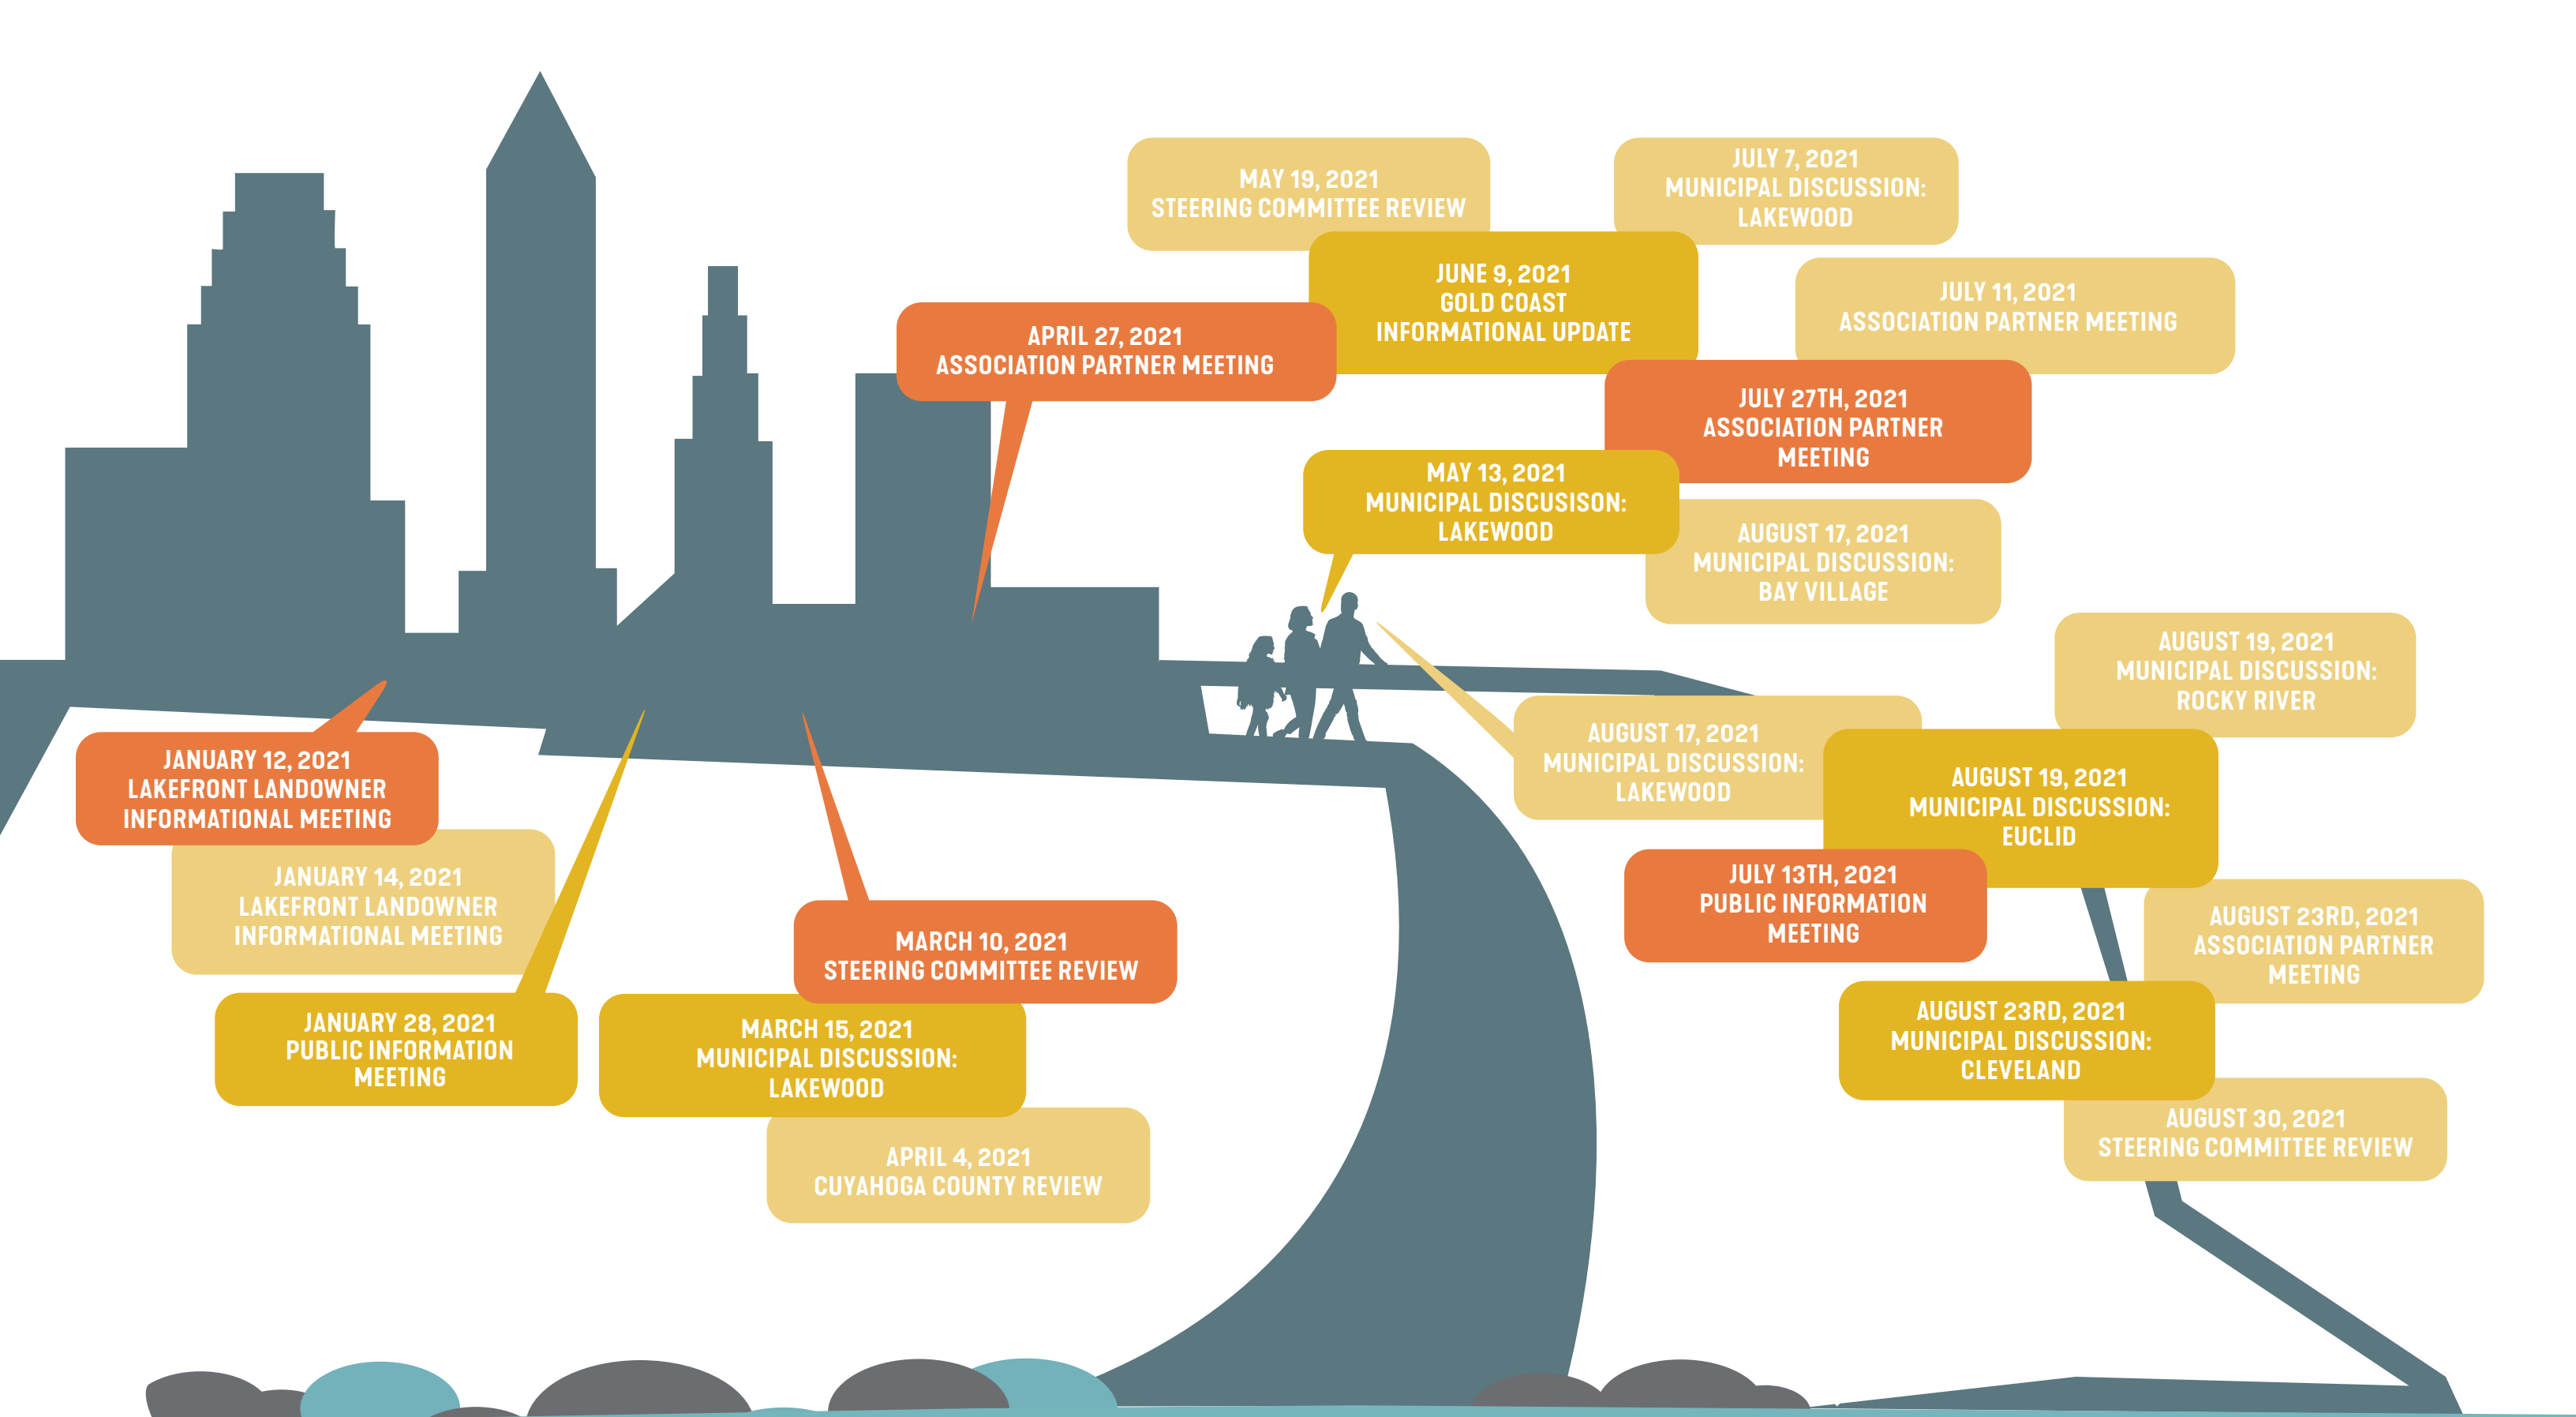 MAY 19, 2021
STEERING COMMITTEE REVIEW
JULY 7, 2021
MUNICIPAL DISCUSSION:
LAKEWOOD
JUNE 9, 2021
GOLD COAST
INFORMATIONAL UPDATE
JULY 11, 2021
ASSOCIATION PARTNER MEETING
APRIL 27, 2021
ASSOCIATION PARTNER MEETING
JULY 27TH, 2021
ASSOCIATION PARTNER
MEETING
MAY 13, 2021
MUNICIPAL DISCUSISON:
LAKEWOOD
AUGUST 17, 2021
MUNICIPAL DISCUSSION:
BAY VILLAGE
AUGUST 19, 2021
MUNICIPAL DISCUSSION:
ROCKY RIVER
AUGUST 17, 2021
MUNICIPAL DISCUSSION:
LAKEWOOD
AUGUST 19, 2021
MUNICIPAL DISCUSSION:
EUCLID
JANUARY 12, 2021
LAKEFRONT LANDOWNER
INFORMATIONAL MEETING
JANUARY 14, 2021
LAKEFRONT LANDOWNER
INFORMATIONAL MEETING
JULY 13TH, 2021
PUBLIC INFORMATION
MEETING
AUGUST 23RD, 2021
ASSOCIATION PARTNER
MEETING
MARCH 10, 2021
STEERING COMMITTEE REVIEW
JANUARY 28, 2021
PUBLIC INFORMATION
MEETING
MARCH 15, 2021
MUNICIPAL DISCUSSION:
LAKEWOOD
AUGUST 23RD, 2021
MUNICIPAL DISCUSSION:
CLEVELAND
AUGUST 30, 2021
STEERING COMMITTEE REVIEW
APRIL 4, 2021
CUYAHOGA COUNTY REVIEW